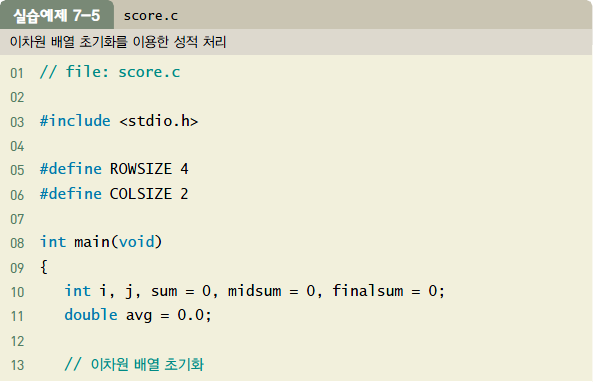 실습예제 7-5 score.c
이차원 배열 초기화를 이용한 성적 처리
01 // file: score.c
02
03 #include <stdio.h>
04
05 #define ROWSIZE 4
06 #define COLSIZE 2
07
08 int main(void)
09 {
10 int i, j, sum = 0, midsum = 0, finalsum = 0;
11 double avg = 0.0;
12
13 // 이차원 배열 초기화